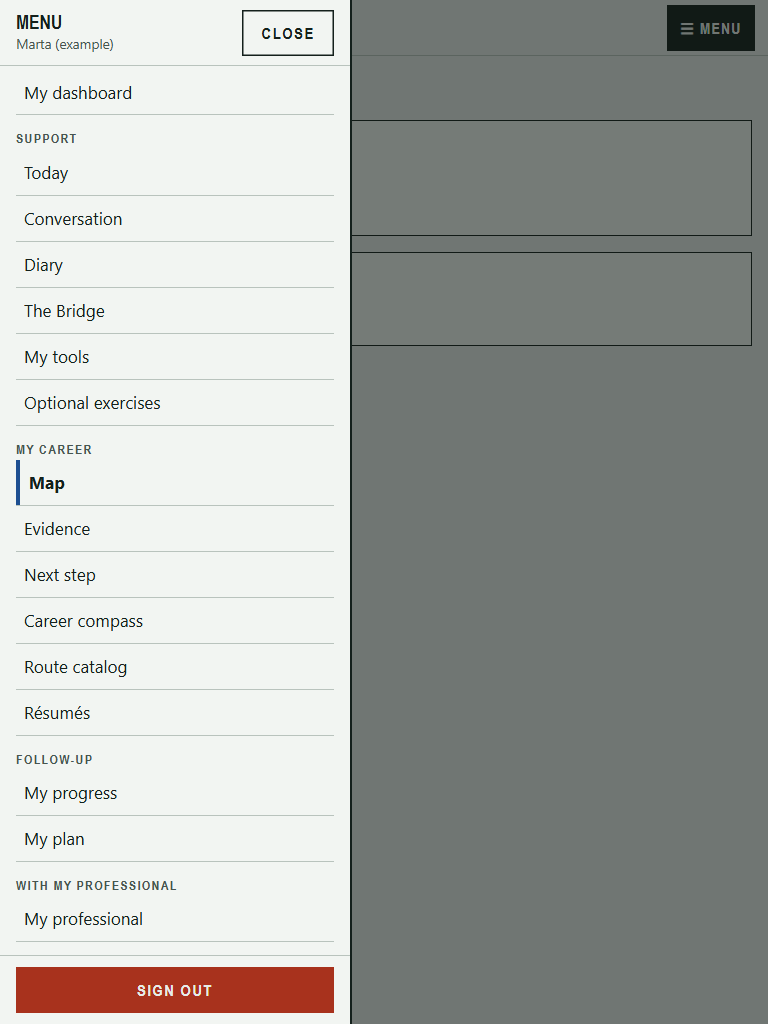 MENU
Marta (example)
CLOSE
☰ MENU
My dashboard
SUPPORT
Today
Conversation
Diary
The Bridge
My tools
Optional exercises
MY CAREER
Map
Evidence
Next step
Career compass
Route catalog
Résumés
FOLLOW-UP
My progress
My plan
WITH MY PROFESSIONAL
My professional
SIGN OUT